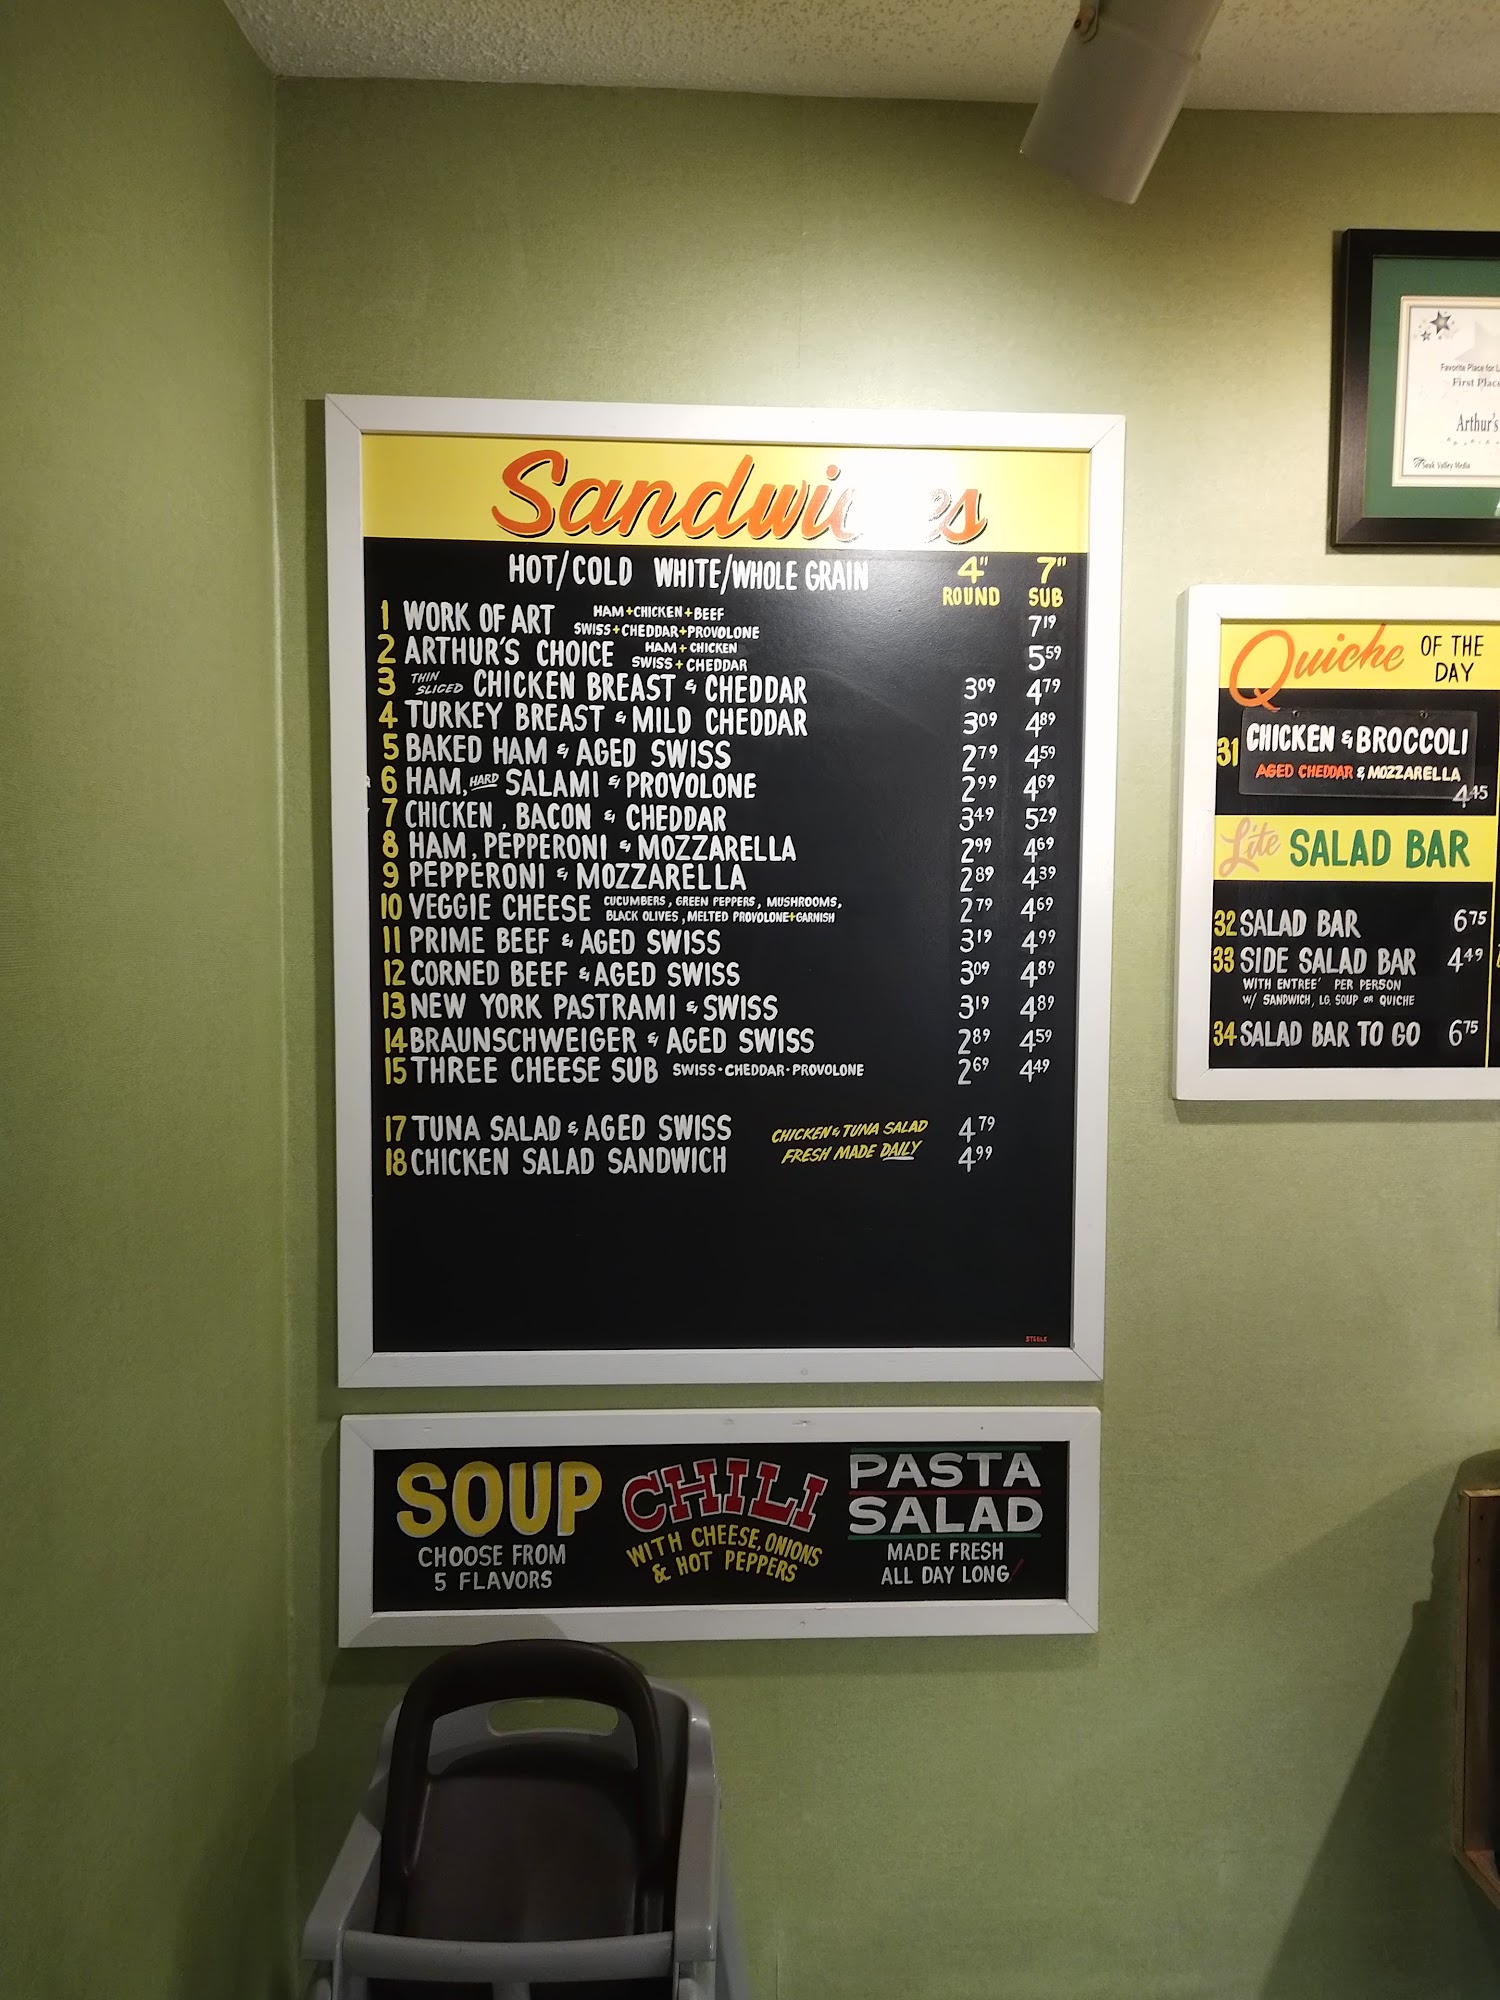 Sandwiches
HOT/COLD WHITE/WHOLE GRAIN 4" ROUND 7" SUB
1 WORK OF ART HAM+CHICKEN+BEEF SWISS+CHEDDAR+PROVOLONE 7 19
2 ARTHUR'S CHOICE HAM+CHICKEN SWISS+CHEDDAR 5 59
3 THIN SLICED CHICKEN BREAST & CHEDDAR 3 09 4 79
4 TURKEY BREAST & MILD CHEDDAR 3 09 4 89
5 BAKED HAM & AGED SWISS 2 79 4 59
6 HAM, HARD SALAMI & PROVOLONE 2 99 4 69
7 CHICKEN, BACON & CHEDDAR 3 49 5 29
8 HAM, PEPPERONI & MOZZARELLA 2 99 4 69
9 PEPPERONI & MOZZARELLA 2 89 4 39
10 VEGGIE CHEESE CUCUMBERS, GREEN PEPPERS, MUSHROOMS, BLACK OLIVES, MELTED PROVOLONE+GARNISH 2 79 4 69
11 PRIME BEEF & AGED SWISS 3 19 4 99
12 CORNED BEEF & AGED SWISS 3 09 4 89
13 NEW YORK PASTRAMI & SWISS 3 19 4 89
14 BRAUNSCHWEIGER & AGED SWISS 2 89 4 59
15 THREE CHEESE SUB SWISS·CHEDDAR·PROVOLONE 2 69 4 49
17 TUNA SALAD & AGED SWISS 4 79
18 CHICKEN SALAD SANDWICH 4 99
CHICKEN & TUNA SALAD
FRESH MADE DAILY
STEELE
SOUP
CHOOSE FROM
5 FLAVORS
CHILI
WITH CHEESE, ONIONS
& HOT PEPPERS
PASTA
SALAD
MADE FRESH
ALL DAY LONG
Quiche OF THE DAY
31 CHICKEN & BROCCOLI
AGED CHEDDAR & MOZZARELLA
4 45
Lite SALAD BAR
32 SALAD BAR 6 75
33 SIDE SALAD BAR 4 49
WITH ENTREE' PER PERSON
W/ SANDWICH, LG. SOUP OR QUICHE
34 SALAD BAR TO GO 6 75
Favorite Place for
First Place
Arthur's
Sauk Valley Media